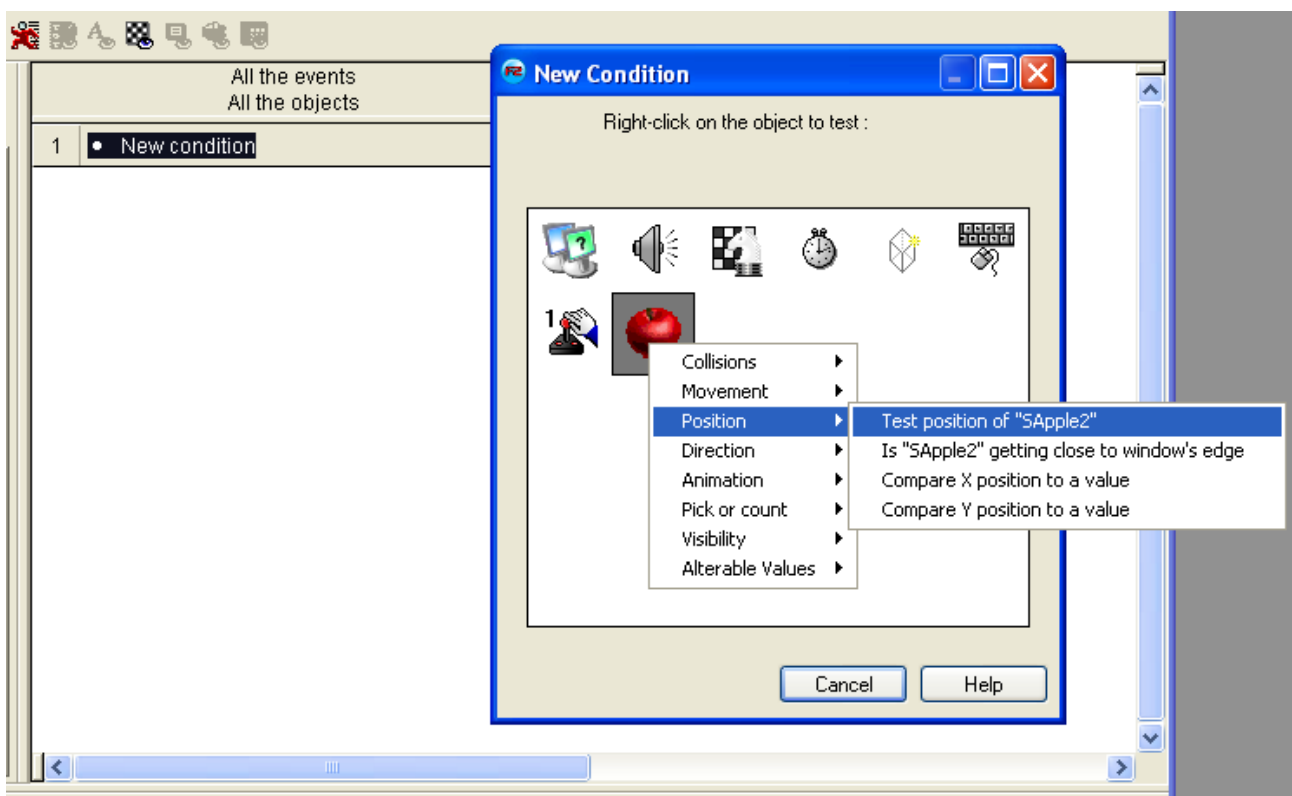 All the events
All the objects
1 • New condition
New Condition
Right-click on the object to test :
1
Collisions
Movement
Position
Direction
Animation
Pick or count
Visibility
Alterable Values
Test position of "SApple2"
Is "SApple2" getting close to window's edge
Compare X position to a value
Compare Y position to a value
Cancel
Help